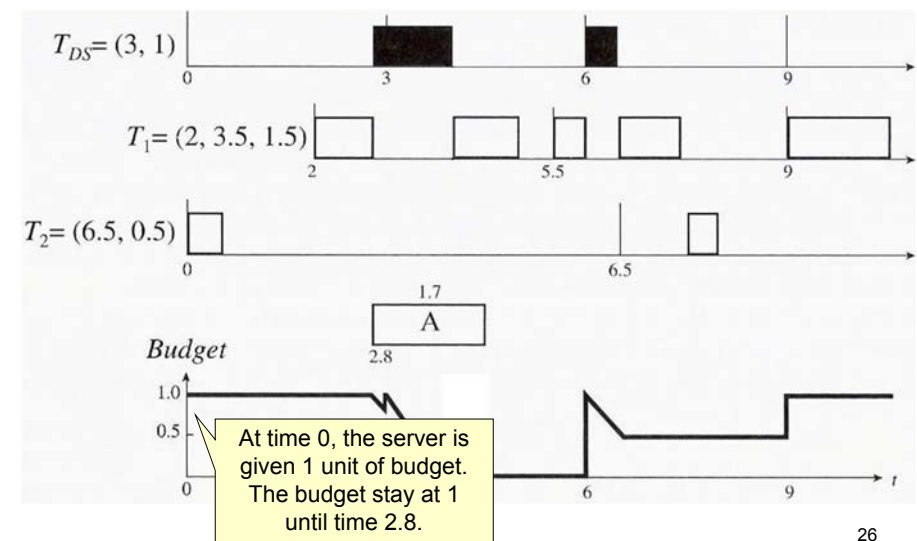 T_DS= (3, 1)
0 3 6 9
T_1= (2, 3.5, 1.5)
2 5.5 9
T_2= (6.5, 0.5)
0 6.5
1.7
A
2.8
Budget
1.0
0.5
0 6 9 t
At time 0, the server is
given 1 unit of budget.
The budget stay at 1
until time 2.8.
26